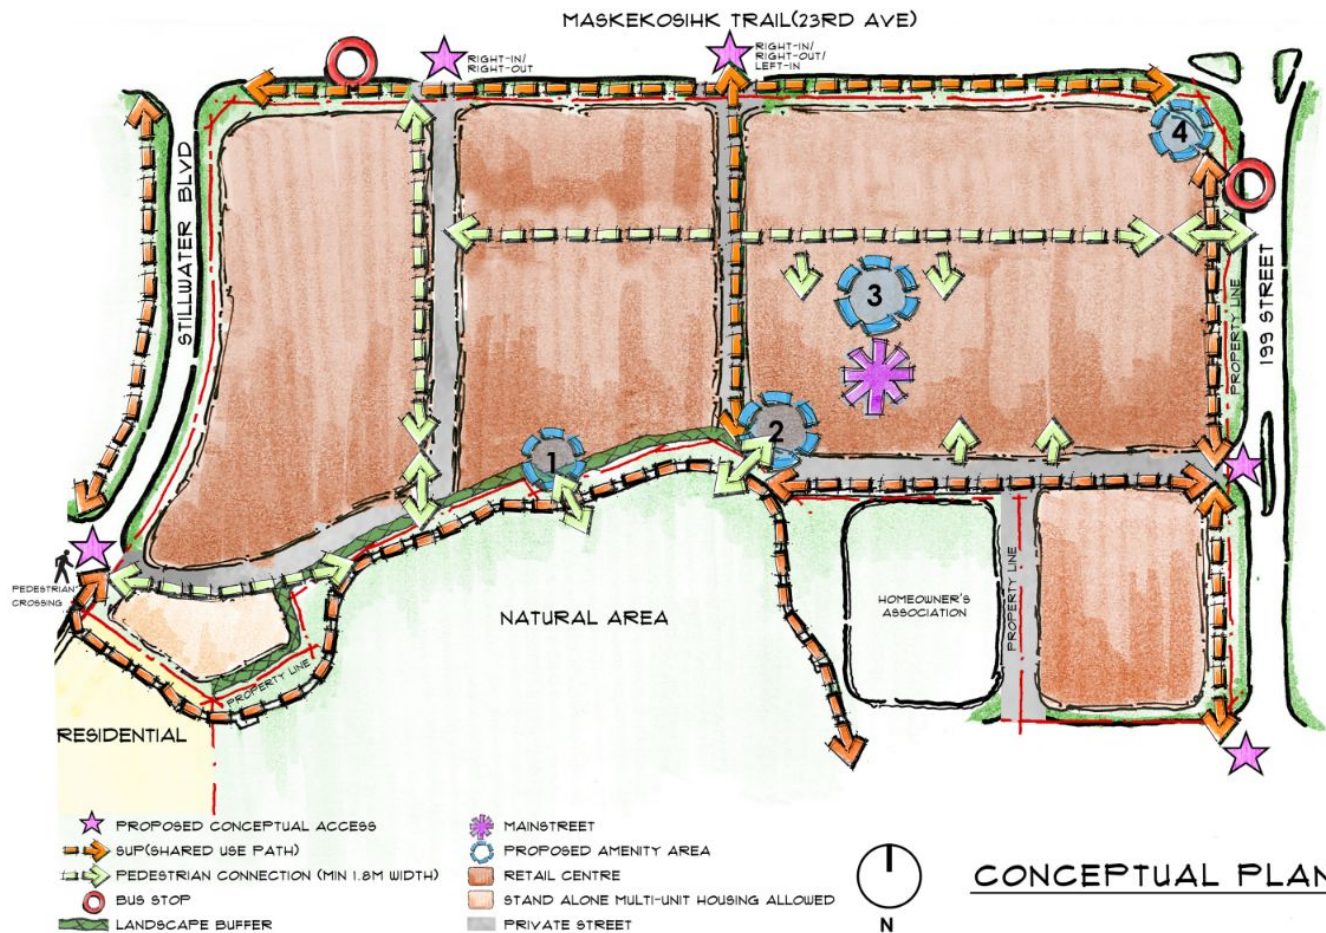 MASKEKOSIHK TRAIL(23RD AVE)
RIGHT-IN/
RIGHT-OUT
RIGHT-IN/
RIGHT-OUT/
LEFT-IN
STILLWATER BLVD
4
3
2
1
PROPERTY LINE
199 STREET
PEDESTRIAN
CROSSING
PROPERTY LINE
NATURAL AREA
HOMEOWNER'S
ASSOCIATION
PROPERTY LINE
RESIDENTIAL
PROPOSED CONCEPTUAL ACCESS
SUP(SHARED USE PATH)
PEDESTRIAN CONNECTION (MIN 1.8M WIDTH)
BUS STOP
LANDSCAPE BUFFER
MAINSTREET
PROPOSED AMENITY AREA
RETAIL CENTRE
STAND ALONE MULTI-UNIT HOUSING ALLOWED
PRIVATE STREET
N
CONCEPTUAL PLAN